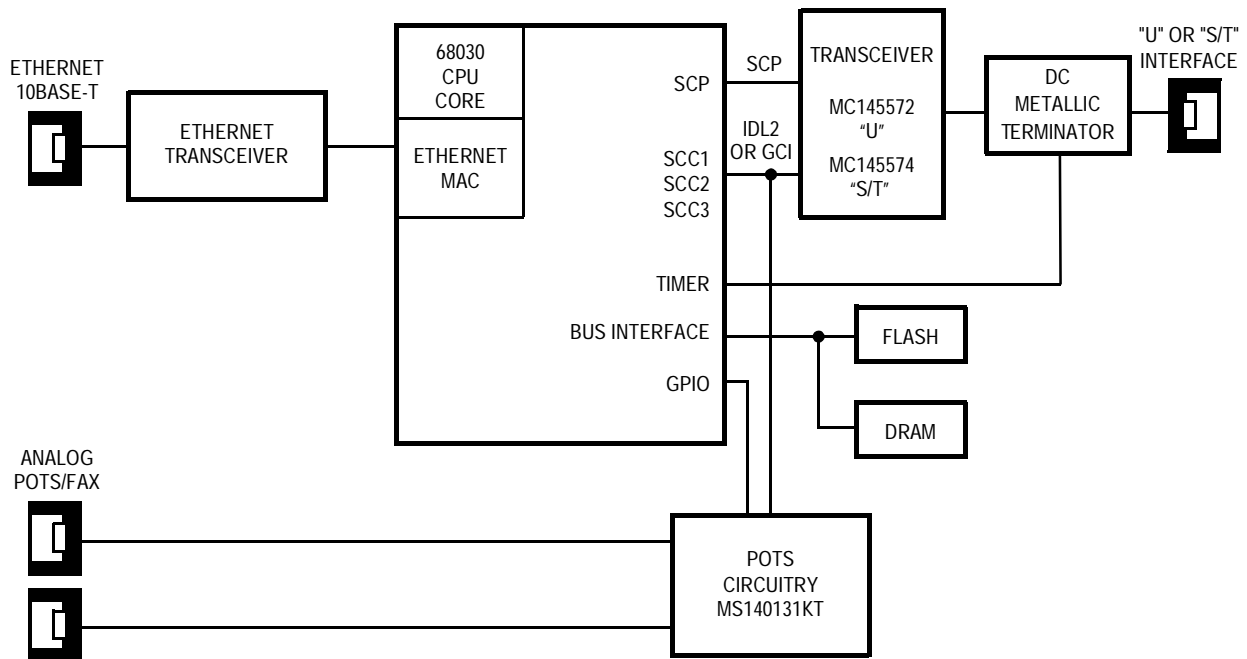 ETHERNET
10BASE-T
ETHERNET
TRANSCEIVER
68030
CPU
CORE
ETHERNET
MAC
SCP
SCC1
SCC2
SCC3
TIMER
BUS INTERFACE
GPIO
SCP
IDL2
OR GCI
TRANSCEIVER
MC145572
“U”
MC145574
“S/T”
DC
METALLIC
TERMINATOR
"U" OR "S/T"
INTERFACE
FLASH
DRAM
ANALOG
POTS/FAX
POTS
CIRCUITRY
MS140131KT